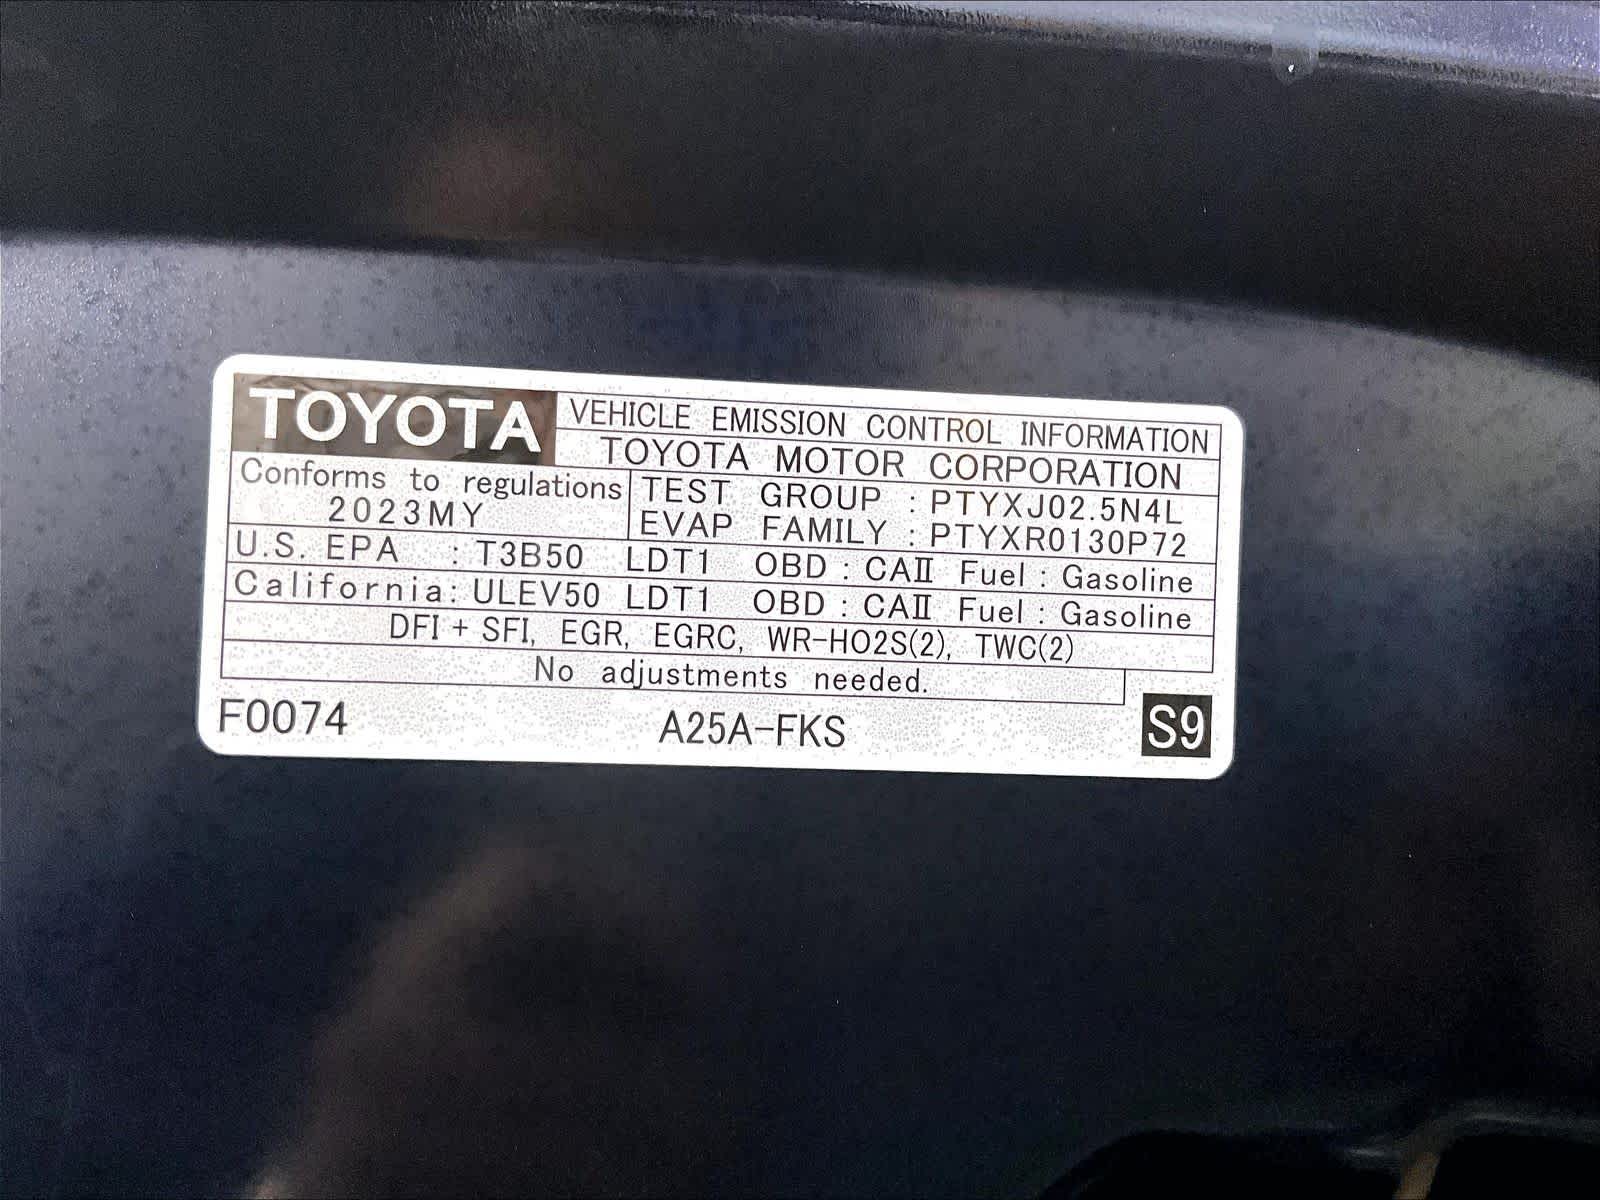 TOYOTA VEHICLE EMISSION CONTROL INFORMATION
TOYOTA MOTOR CORPORATION
Conforms to regulations
2023MY
TEST GROUP : PTYXJ02.5N4L
EVAP FAMILY : PTYXR0130P72
U.S. EPA : T3B50 LDT1 OBD : CAⅡ Fuel : Gasoline
California: ULEV50 LDT1 OBD : CAⅡ Fuel : Gasoline
DFI + SFI, EGR, EGRC, WR-HO2S(2), TWC(2)
No adjustments needed.
F0074 A25A-FKS S9